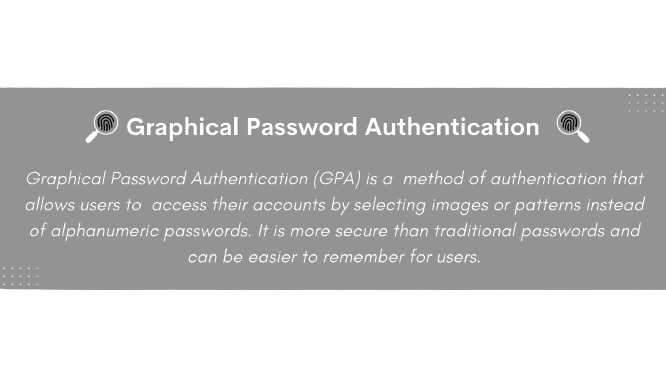 Graphical Password Authentication
Graphical Password Authentication (GPA) is a method of authentication that
allows users to access their accounts by selecting images or patterns instead
of alphanumeric passwords. It is more secure than traditional passwords and
can be easier to remember for users.